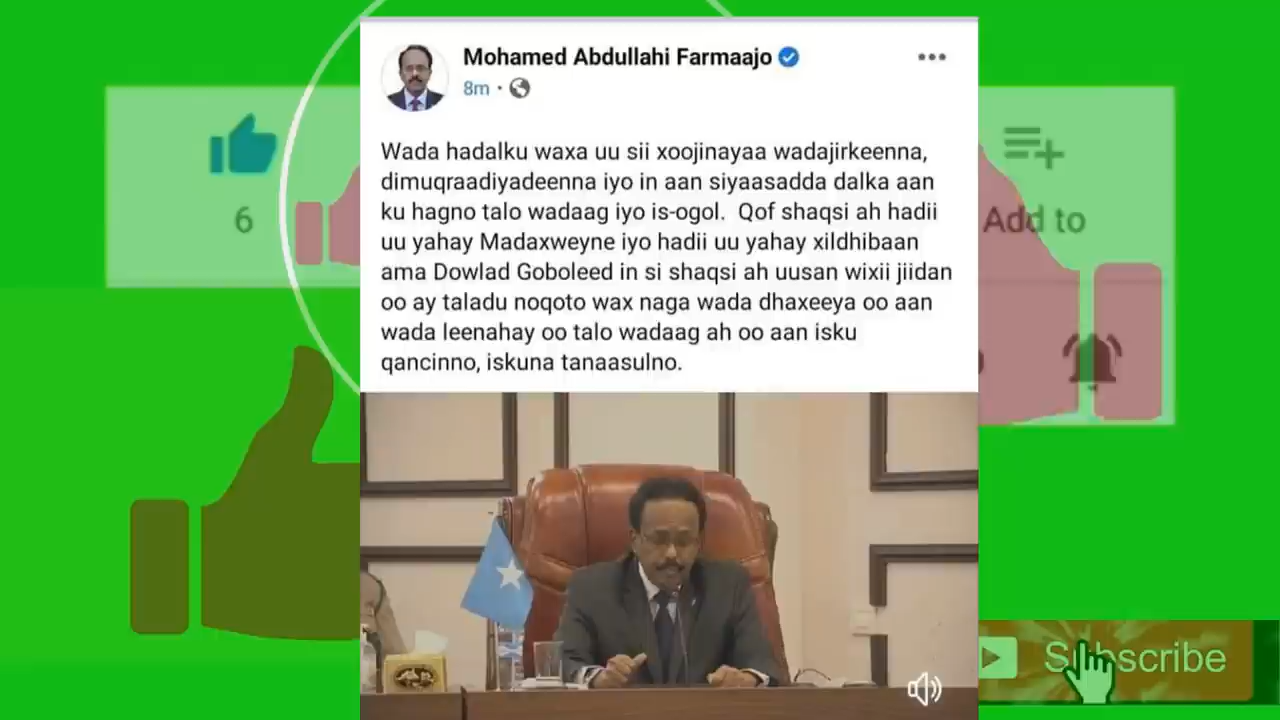 Mohamed Abdullahi Farmaajo
8m
Wada hadalku waxa uu sii xoojinayaa wadajirkeenna,
dimuqraadiyadeenna iyo in aan siyaasadda dalka aan
ku hagno talo wadaag iyo is-ogol. Qof shaqsi ah hadii
uu yahay Madaxweyne iyo hadii uu yahay xildhibaan
ama Dowlad Goboleed in si shaqsi ah uusan wixii jiidan
oo ay taladu noqoto wax naga wada dhaxeeya oo aan
wada leenahay oo talo wadaag ah oo aan isku
qancinno, iskuna tanaasulno.
6
Add to
Subscribe